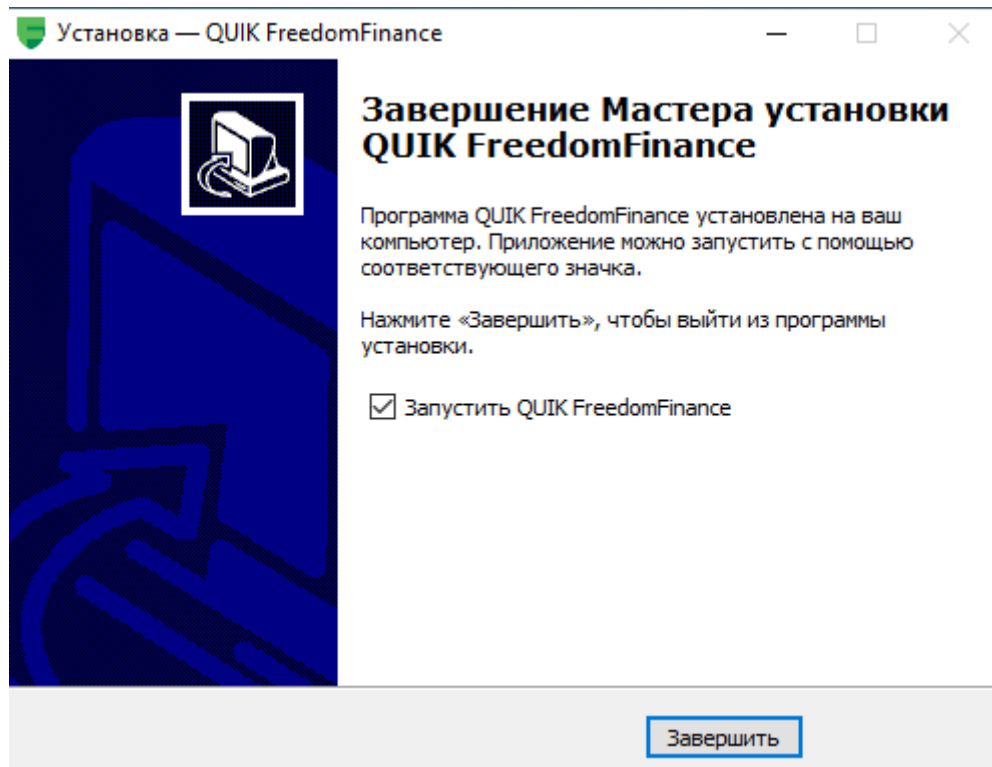 Установка — QUIK FreedomFinance
Завершение Мастера установки
QUIK FreedomFinance
Программа QUIK FreedomFinance установлена на ваш
компьютер. Приложение можно запустить с помощью
соответствующего значка.
Нажмите «Завершить», чтобы выйти из программы
установки.
Запустить QUIK FreedomFinance
Завершить